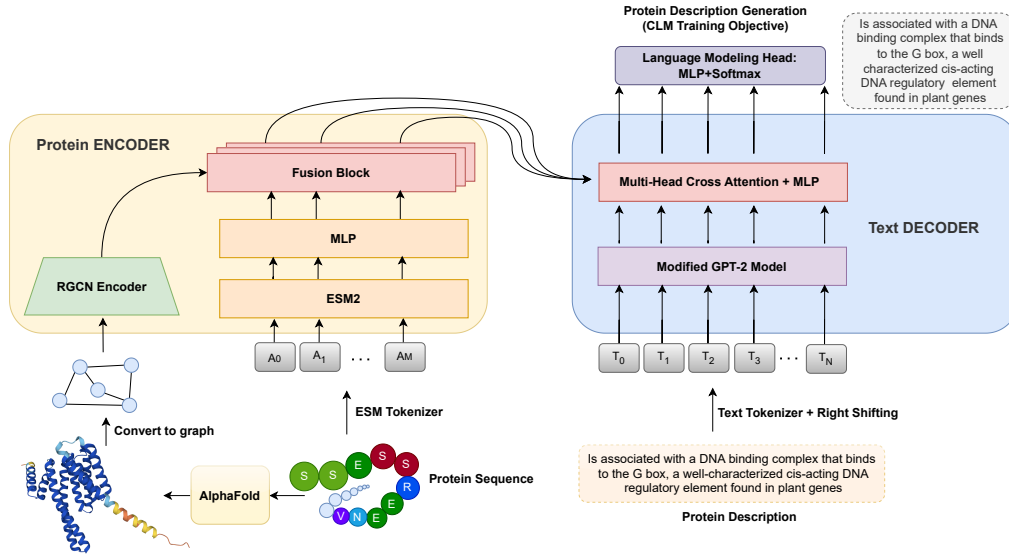 Protein Description Generation
(CLM Training Objective)
Is associated with a DNA
binding complex that binds
to the G box, a well
characterized cis-acting
DNA regulatory element
found in plant genes
Language Modeling Head:
MLP+Softmax
Protein ENCODER
Fusion Block
Multi-Head Cross Attention + MLP
MLP
Text DECODER
RGCN Encoder
Modified GPT-2 Model
ESM2
A0 A1 ... AM
T0 T1 T2 T3 ... TN
ESM Tokenizer
Text Tokenizer + Right Shifting
Convert to graph
AlphaFold
S S E S S R E E N V
Protein Sequence
Is associated with a DNA binding complex that binds
to the G box, a well-characterized cis-acting DNA
regulatory element found in plant genes
Protein Description